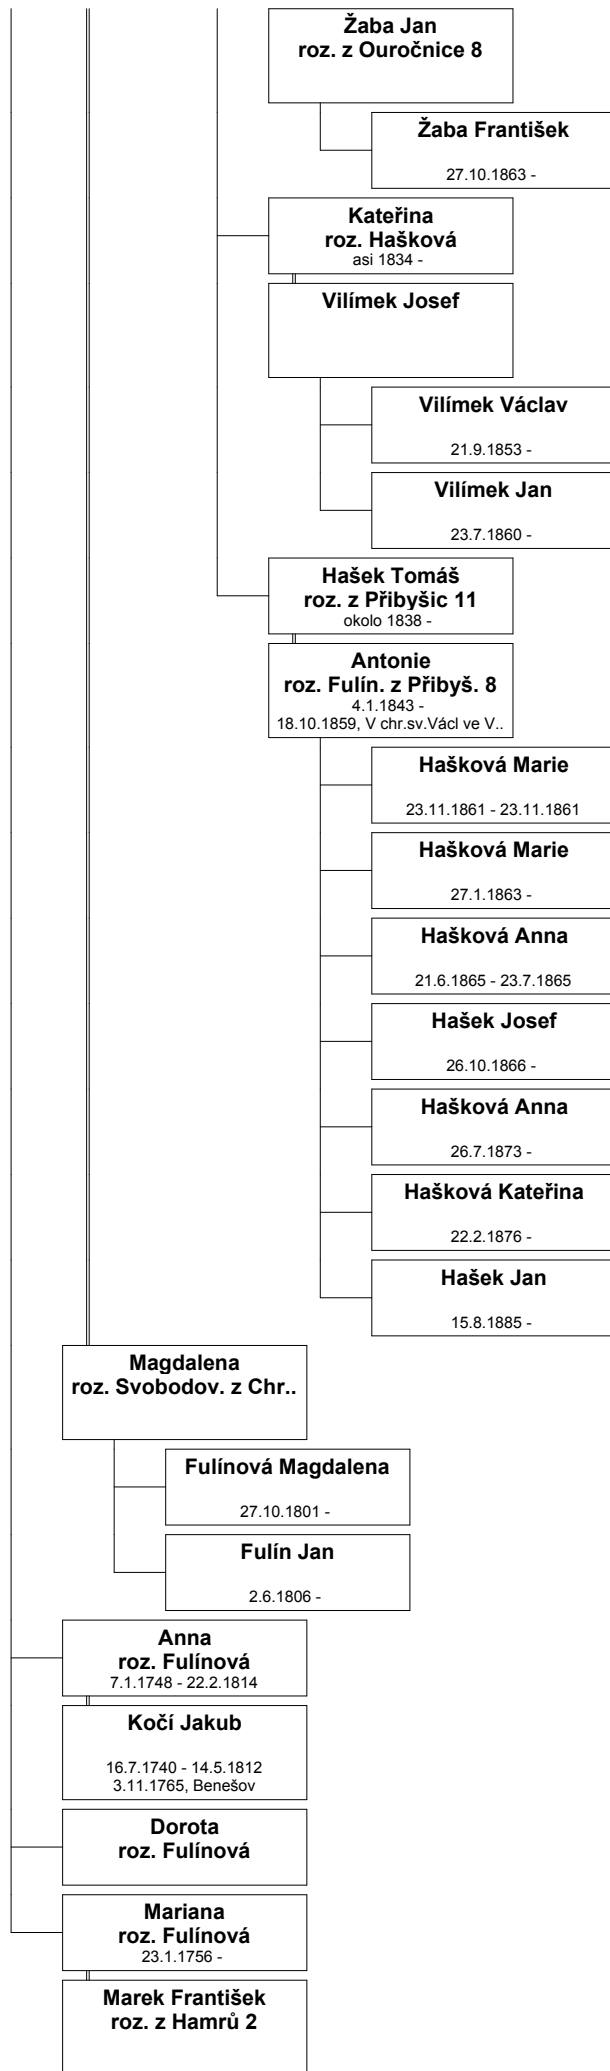 Žaba Jan
roz. z Ouročnice 8
Žaba František
27.10.1863 -
Kateřina
roz. Hašková
asi 1834 -
Vilímek Josef
Vilímek Václav
21.9.1853 -
Vilímek Jan
23.7.1860 -
Hašek Tomáš
roz. z Přibyšic 11
okolo 1838 -
Antonie
roz. Fulín. z Přibyš. 8
4.1.1843 -
18.10.1859, V chr.sv.Václ ve V..
Hašková Marie
23.11.1861 - 23.11.1861
Hašková Marie
27.1.1863 -
Hašková Anna
21.6.1865 - 23.7.1865
Hašek Josef
26.10.1866 -
Hašková Anna
26.7.1873 -
Hašková Kateřina
22.2.1876 -
Hašek Jan
15.8.1885 -
Magdalena
roz. Svobodov. z Chr..
Fulínová Magdalena
27.10.1801 -
Fulín Jan
2.6.1806 -
Anna
roz. Fulínová
7.1.1748 - 22.2.1814
Kočí Jakub
16.7.1740 - 14.5.1812
3.11.1765, Benešov
Dorota
roz. Fulínová
Mariana
roz. Fulínová
23.1.1756 -
Marek František
roz. z Hamrů 2